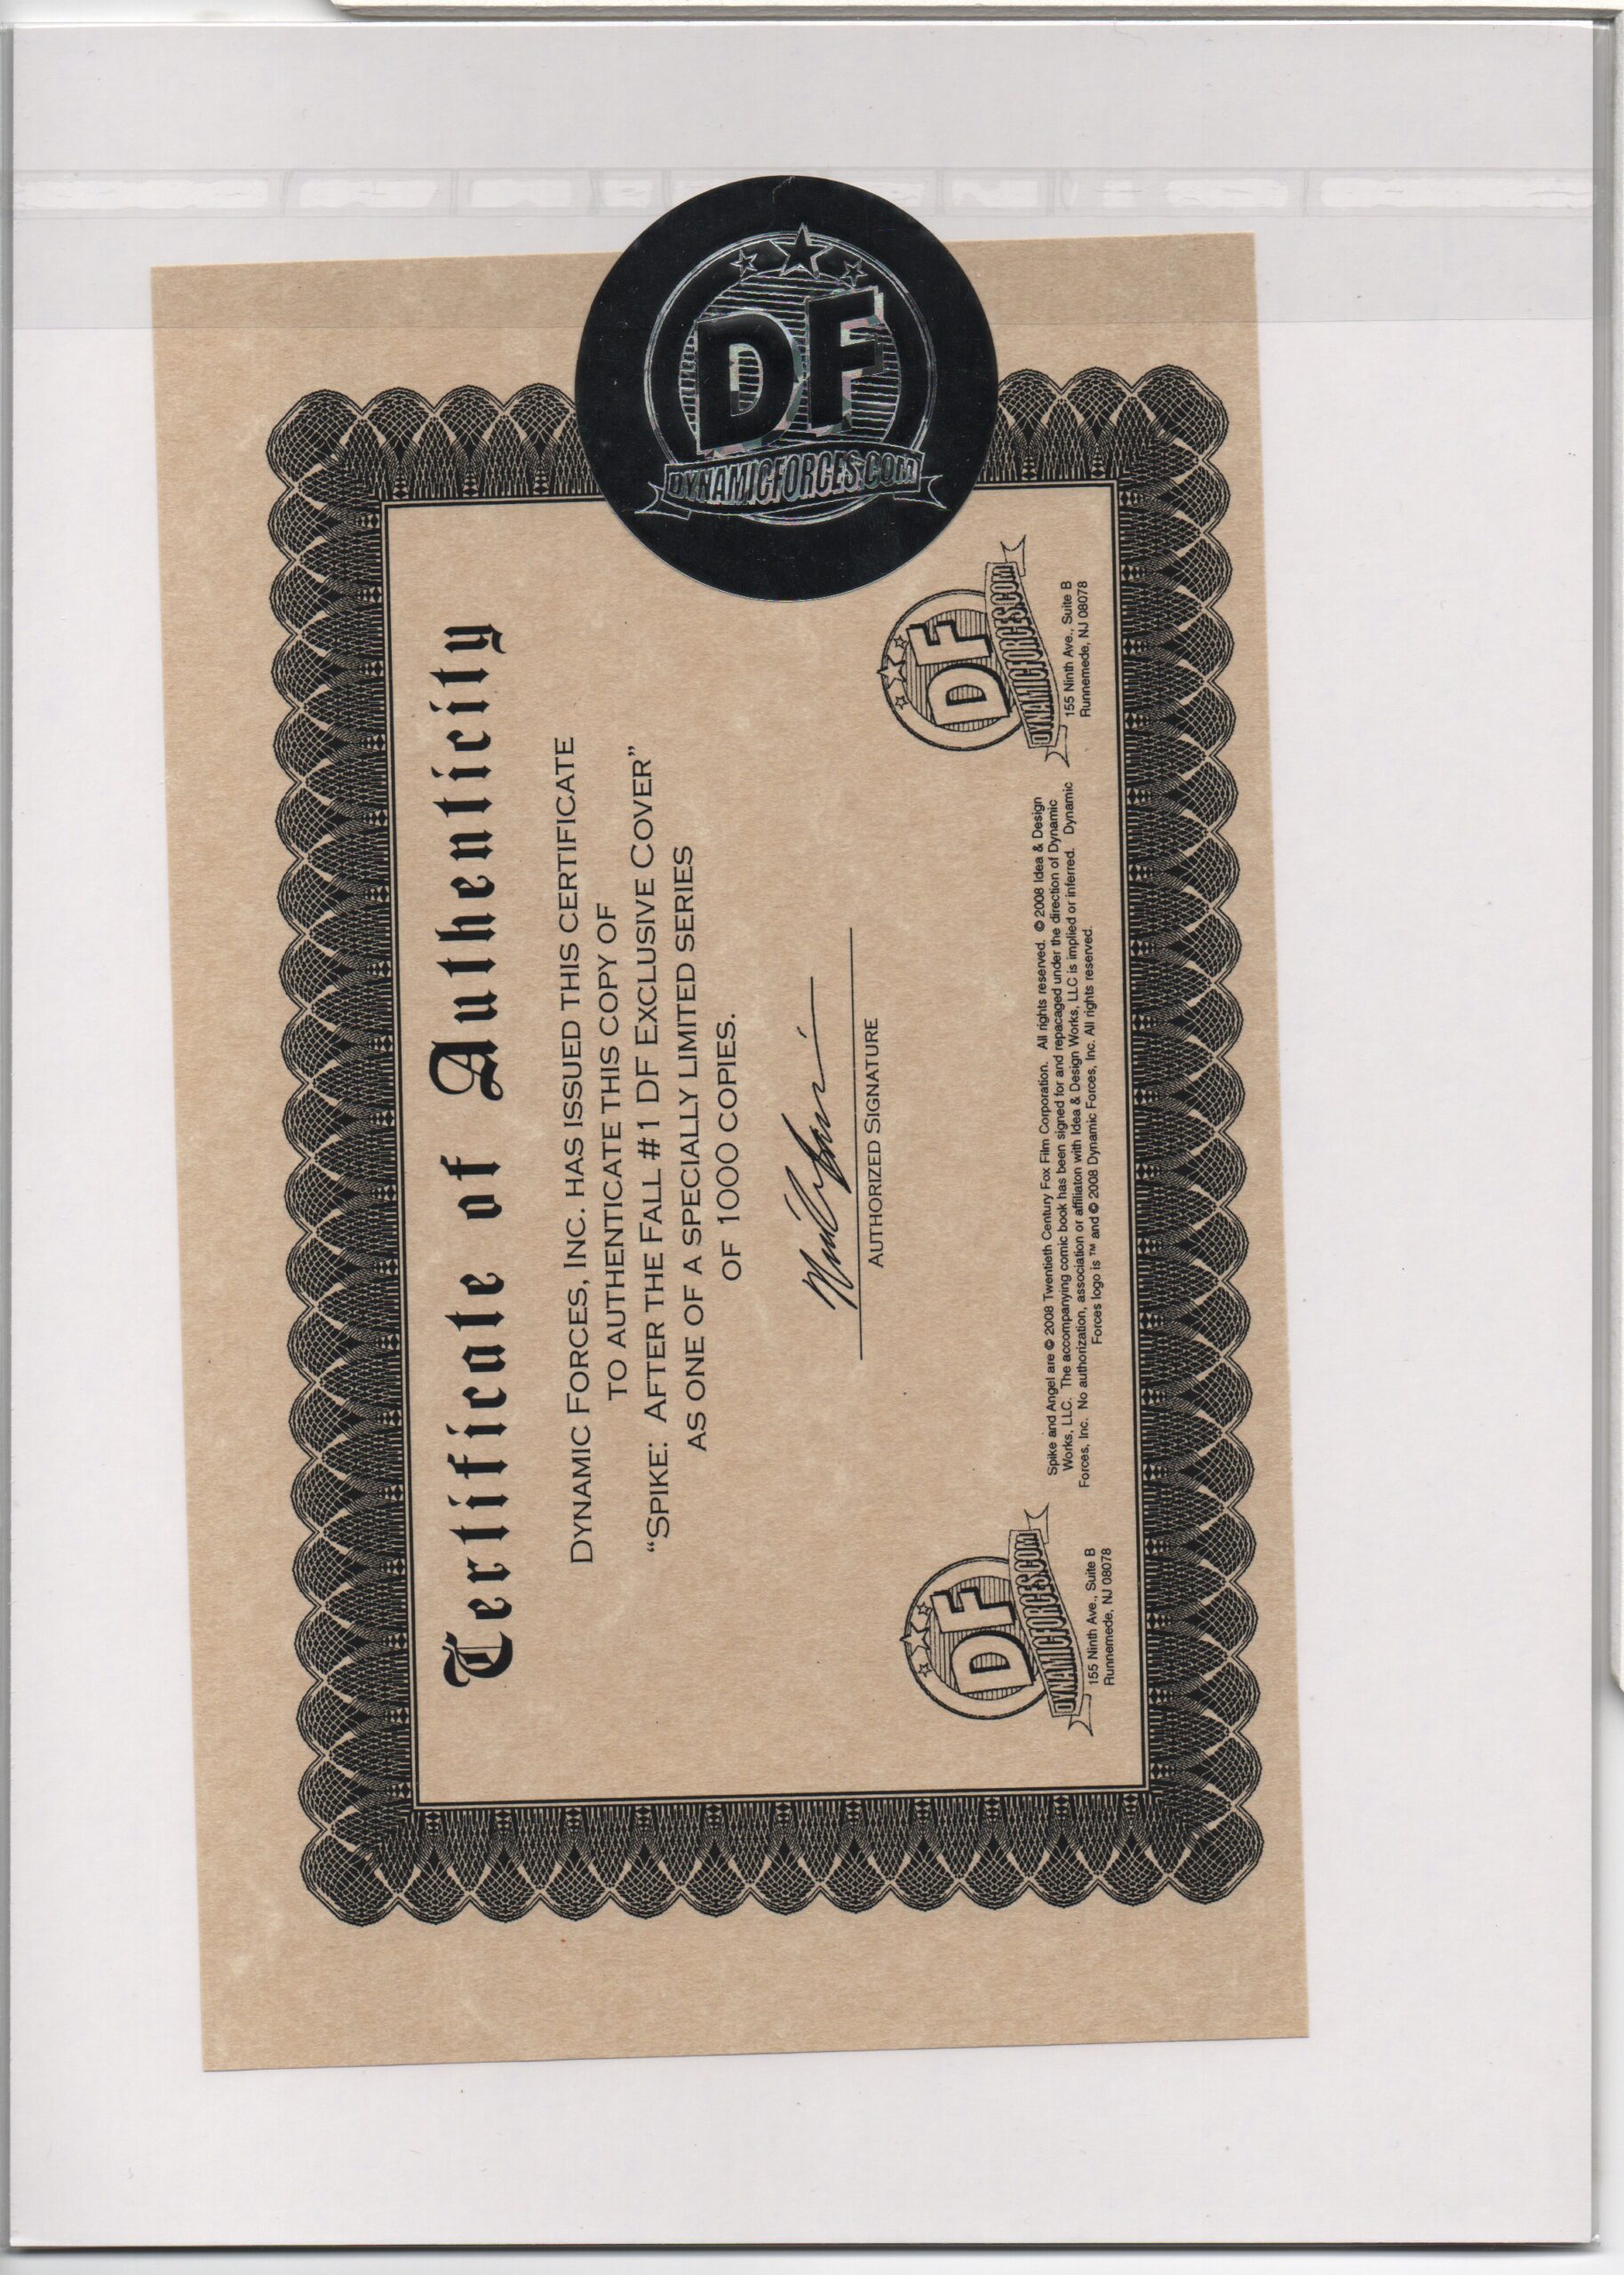 Certificate of Authenticity
DYNAMIC FORCES, INC. HAS ISSUED THIS CERTIFICATE
TO AUTHENTICATE THIS COPY OF
“SPIKE: AFTER THE FALL #1 DF EXCLUSIVE COVER”
AS ONE OF A SPECIALLY LIMITED SERIES
OF 1000 COPIES.
AUTHORIZED SIGNATURE
DF
DYNAMICFORCES.COM
155 Ninth Ave., Suite B
Runnemede, NJ 08078
Spike and Angel are © 2008 Twentieth Century Fox Film Corporation. All rights reserved. © 2008 Idea & Design
Works, LLC. The accompanying comic book has been signed for and repacaged under the direction of Dynamic
Forces, Inc. No authorization, association or affiliaton with Idea & Design Works, LLC is implied or inferred. Dynamic
Forces logo is ™ and © 2008 Dynamic Forces, Inc. All rights reserved.
DF
DYNAMICFORCES.COM
155 Ninth Ave., Suite B
Runnemede, NJ 08078
DF
DYNAMICFORCES.COM